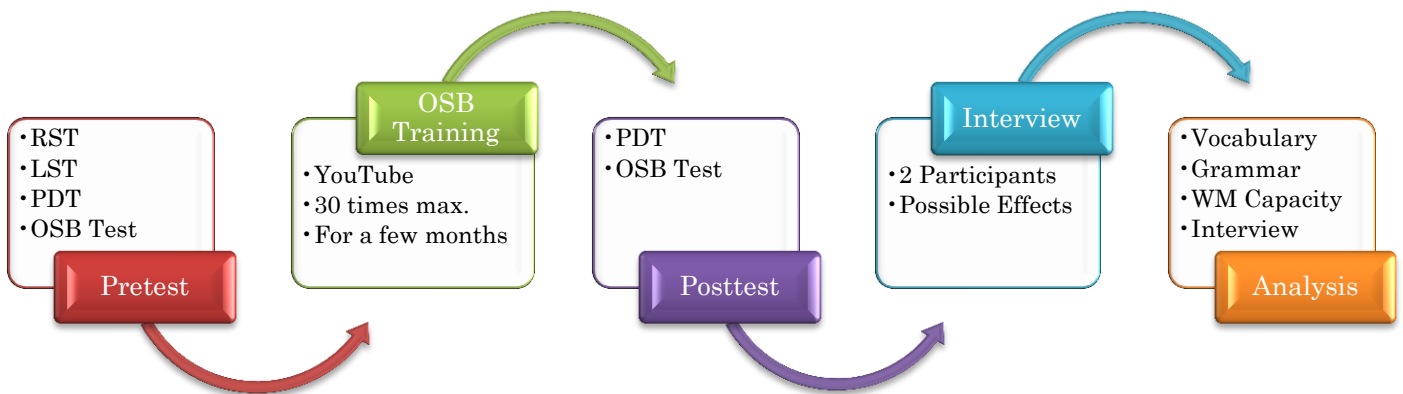 ・RST
・LST
・PDT
・OSB Test
Pretest
OSB
Training
・YouTube
・30 times max.
・For a few months
・PDT
・OSB Test
Posttest
Interview
・2 Participants
・Possible Effects
・Vocabulary
・Grammar
・WM Capacity
・Interview
Analysis